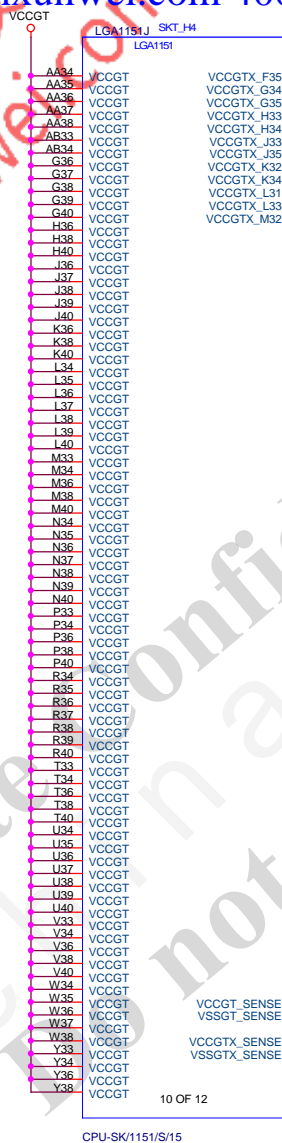 VCCGT
LGA1151J SKT_H4
LGA1151
AA34 VCCGT VCCGTX_F35
AA35 VCCGT VCCGTX_G34
AA36 VCCGT VCCGTX_G35
AA37 VCCGT VCCGTX_H33
AA38 VCCGT VCCGTX_H34
AB33 VCCGT VCCGTX_J33
AB34 VCCGT VCCGTX_J35
G36 VCCGT VCCGTX_K32
G37 VCCGT VCCGTX_K34
G38 VCCGT VCCGTX_L31
G39 VCCGT VCCGTX_L33
G40 VCCGT VCCGTX_M32
H36 VCCGT
H38 VCCGT
H40 VCCGT
J36 VCCGT
J37 VCCGT
J38 VCCGT
J39 VCCGT
J40 VCCGT
K36 VCCGT
K38 VCCGT
K40 VCCGT
L34 VCCGT
L35 VCCGT
L36 VCCGT
L37 VCCGT
L38 VCCGT
L39 VCCGT
L40 VCCGT
M33 VCCGT
M34 VCCGT
M36 VCCGT
M38 VCCGT
M40 VCCGT
N34 VCCGT
N35 VCCGT
N36 VCCGT
N37 VCCGT
N38 VCCGT
N39 VCCGT
N40 VCCGT
P33 VCCGT
P34 VCCGT
P36 VCCGT
P38 VCCGT
P40 VCCGT
R34 VCCGT
R35 VCCGT
R36 VCCGT
R37 VCCGT
R38 VCCGT
R39 VCCGT
R40 VCCGT
T33 VCCGT
T34 VCCGT
T36 VCCGT
T38 VCCGT
T40 VCCGT
U34 VCCGT
U35 VCCGT
U36 VCCGT
U37 VCCGT
U38 VCCGT
U39 VCCGT
U40 VCCGT
V33 VCCGT
V34 VCCGT
V36 VCCGT
V38 VCCGT
V40 VCCGT
W34 VCCGT
W35 VCCGT VCCGT_SENSE
W36 VCCGT VSSGT_SENSE
W37 VCCGT
W38 VCCGT VCCGTX_SENSE
Y33 VCCGT VSSGTX_SENSE
Y34 VCCGT
Y36 VCCGT
Y38 VCCGT 10 OF 12
CPU-SK/1151/S/15
Do not